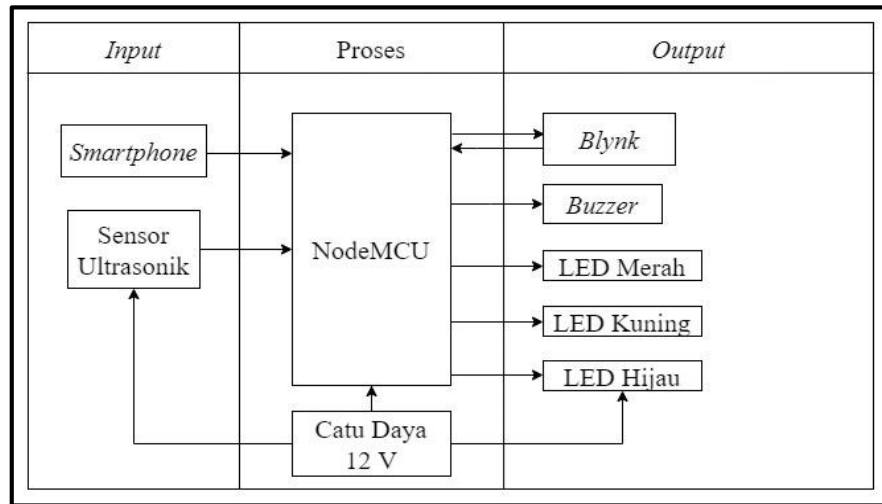 Input
Proses
Output
Smartphone
Sensor
Ultrasonik
NodeMCU
Catu Daya
12 V
Blynk
Buzzer
LED Merah
LED Kuning
LED Hijau